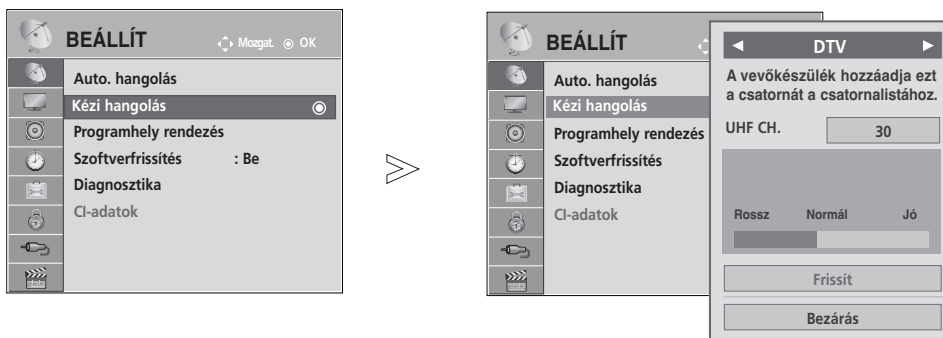 BEÁLLÍT
Mozgat. OK
Auto. hangolás
Kézi hangolás
Programhely rendezés
Szoftverfrissítés : Be
Diagnosztika
CI-adatok
BEÁLLÍT
Auto. hangolás
Kézi hangolás
Programhely rendezés
Szoftverfrissítés
Diagnosztika
CI-adatok
◄ DTV ►
A vevőkészülék hozzáadja ezt
a csatornát a csatornalistához.
UHF CH. 30
Rossz Normál Jó
Frissít
Bezárás